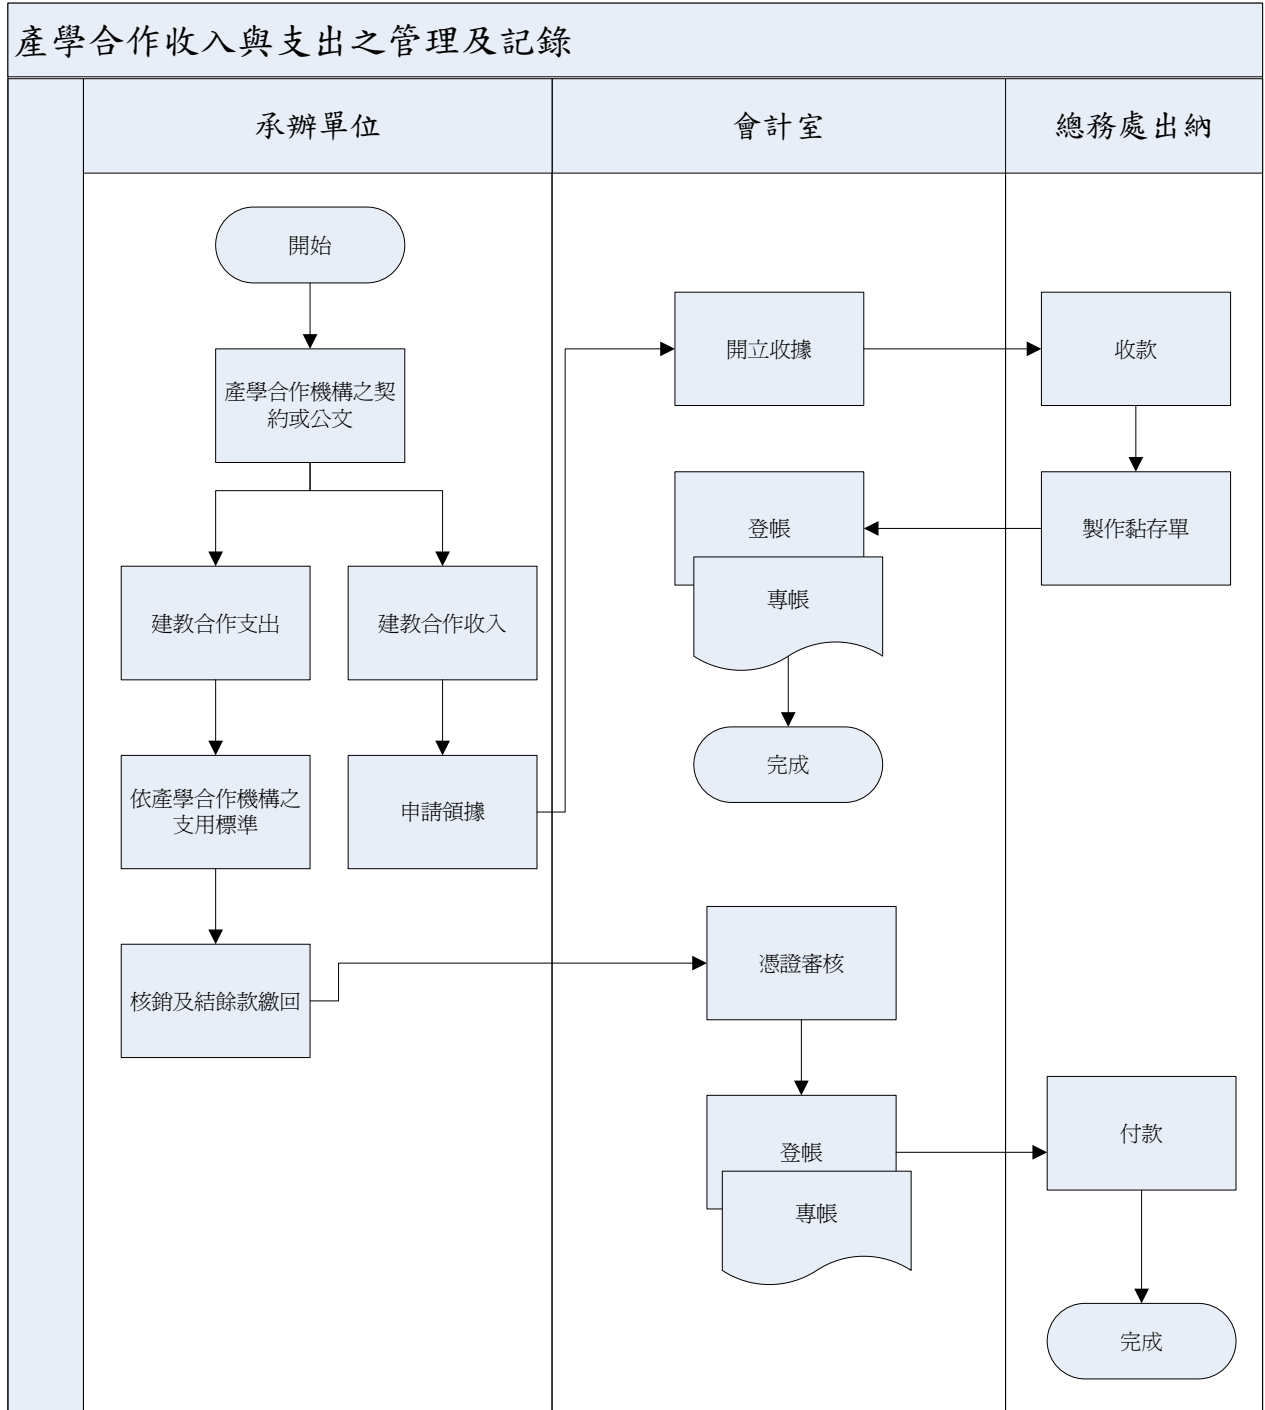 產學合作收入與支出之管理及記錄
承辦單位
會計室
總務處出納
開始
產學合作機構之契
約或公文
建教合作支出
建教合作收入
依產學合作機構之
支用標準
申請領據
核銷及結餘款繳回
開立收據
收款
製作黏存單
登帳
專帳
完成
憑證審核
登帳
專帳
付款
完成